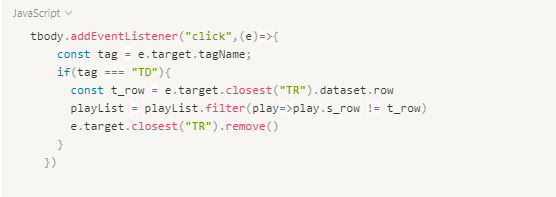 JavaScript
tbody.addEventListener("click",(e)=>{
    const tag = e.target.tagName;
    if(tag === "TD"){
      const t_row = e.target.closest("TR").dataset.row
      playList = playList.filter(play=>play.s_row != t_row)
      e.target.closest("TR").remove()
    }
  })